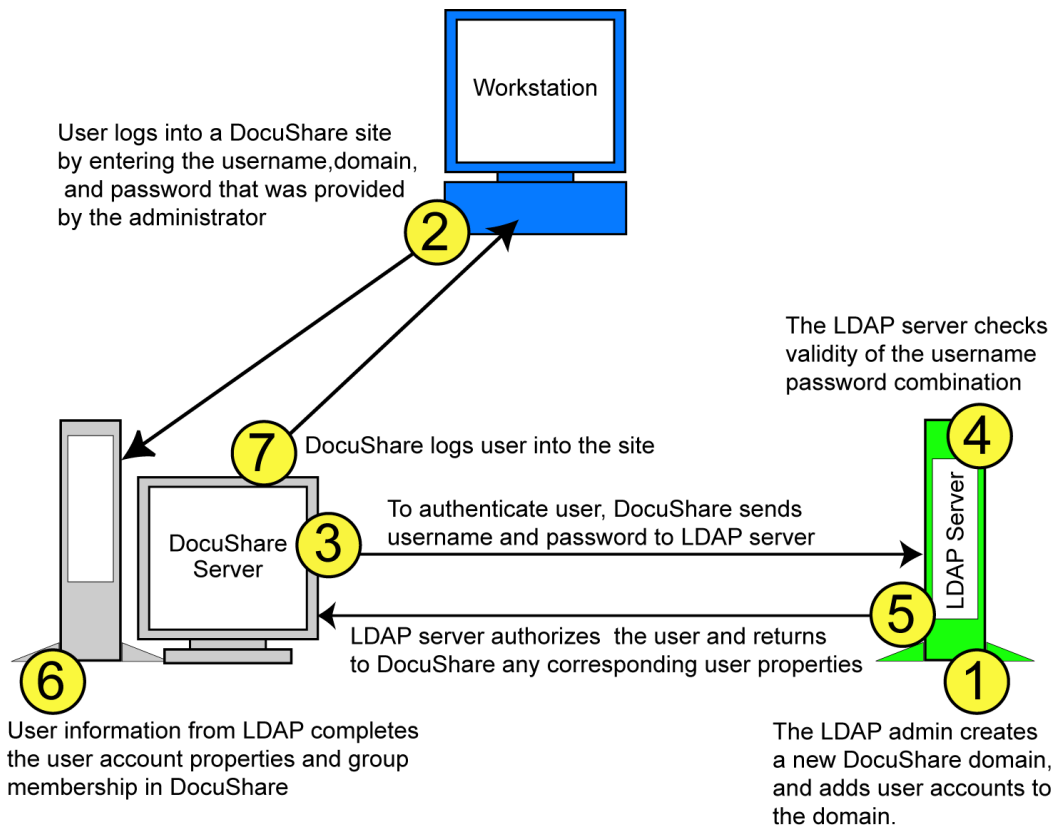 Workstation
User logs into a DocuShare site
by entering the username,domain,
and password that was provided
by the administrator
2
The LDAP server checks
validity of the username
password combination
4
7
DocuShare logs user into the site
DocuShare
Server
3
To authenticate user, DocuShare sends
username and password to LDAP server
LDAP Server
5
LDAP server authorizes the user and returns
to DocuShare any corresponding user properties
6
User information from LDAP completes
the user account properties and group
membership in DocuShare
1
The LDAP admin creates
a new DocuShare domain,
and adds user accounts to
the domain.